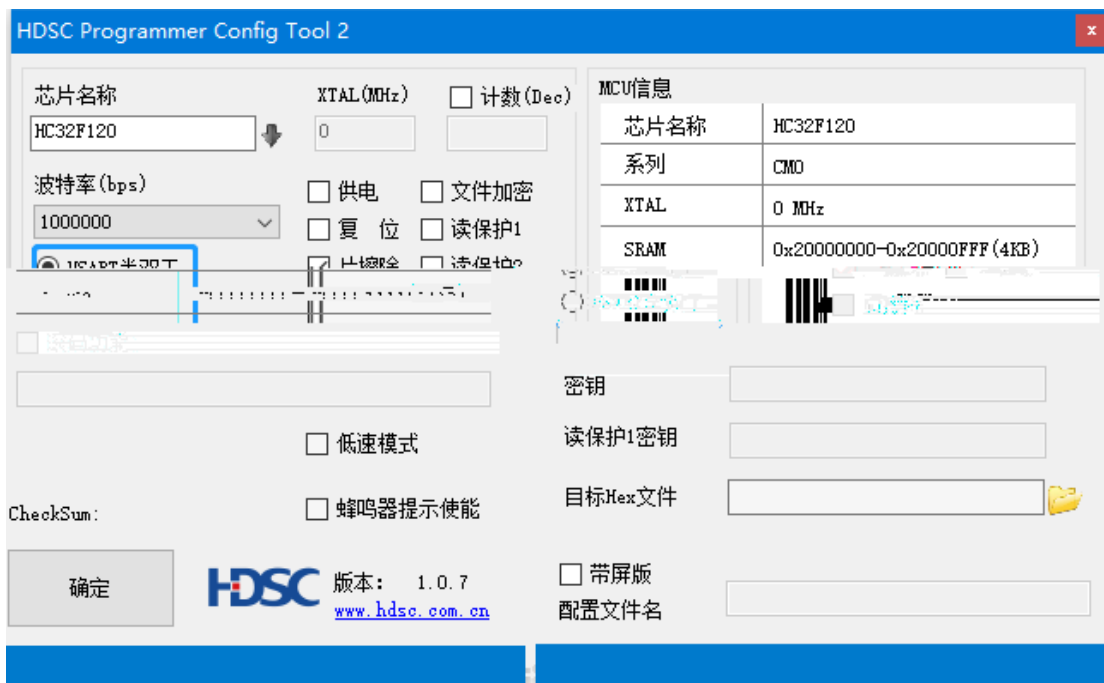 HDSC Programmer Config Tool 2
x
芯片名称
XTAL(MHz)
计数(Dec)
HC32F120
0
波特率(bps)
供电
文件加密
1000000
复 位
读保护1
MCU信息
芯片名称 HC32F120
系列 CM0
XTAL 0 MHz
SRAM 0x20000000-0x20000FFF(4KB)
密钥
低速模式
读保护1密钥
目标Hex文件
CheckSum:
蜂鸣器提示使能
确定
HDSC
版本: 1.0.7
www.hdsc.com.cn
带屏版
配置文件名